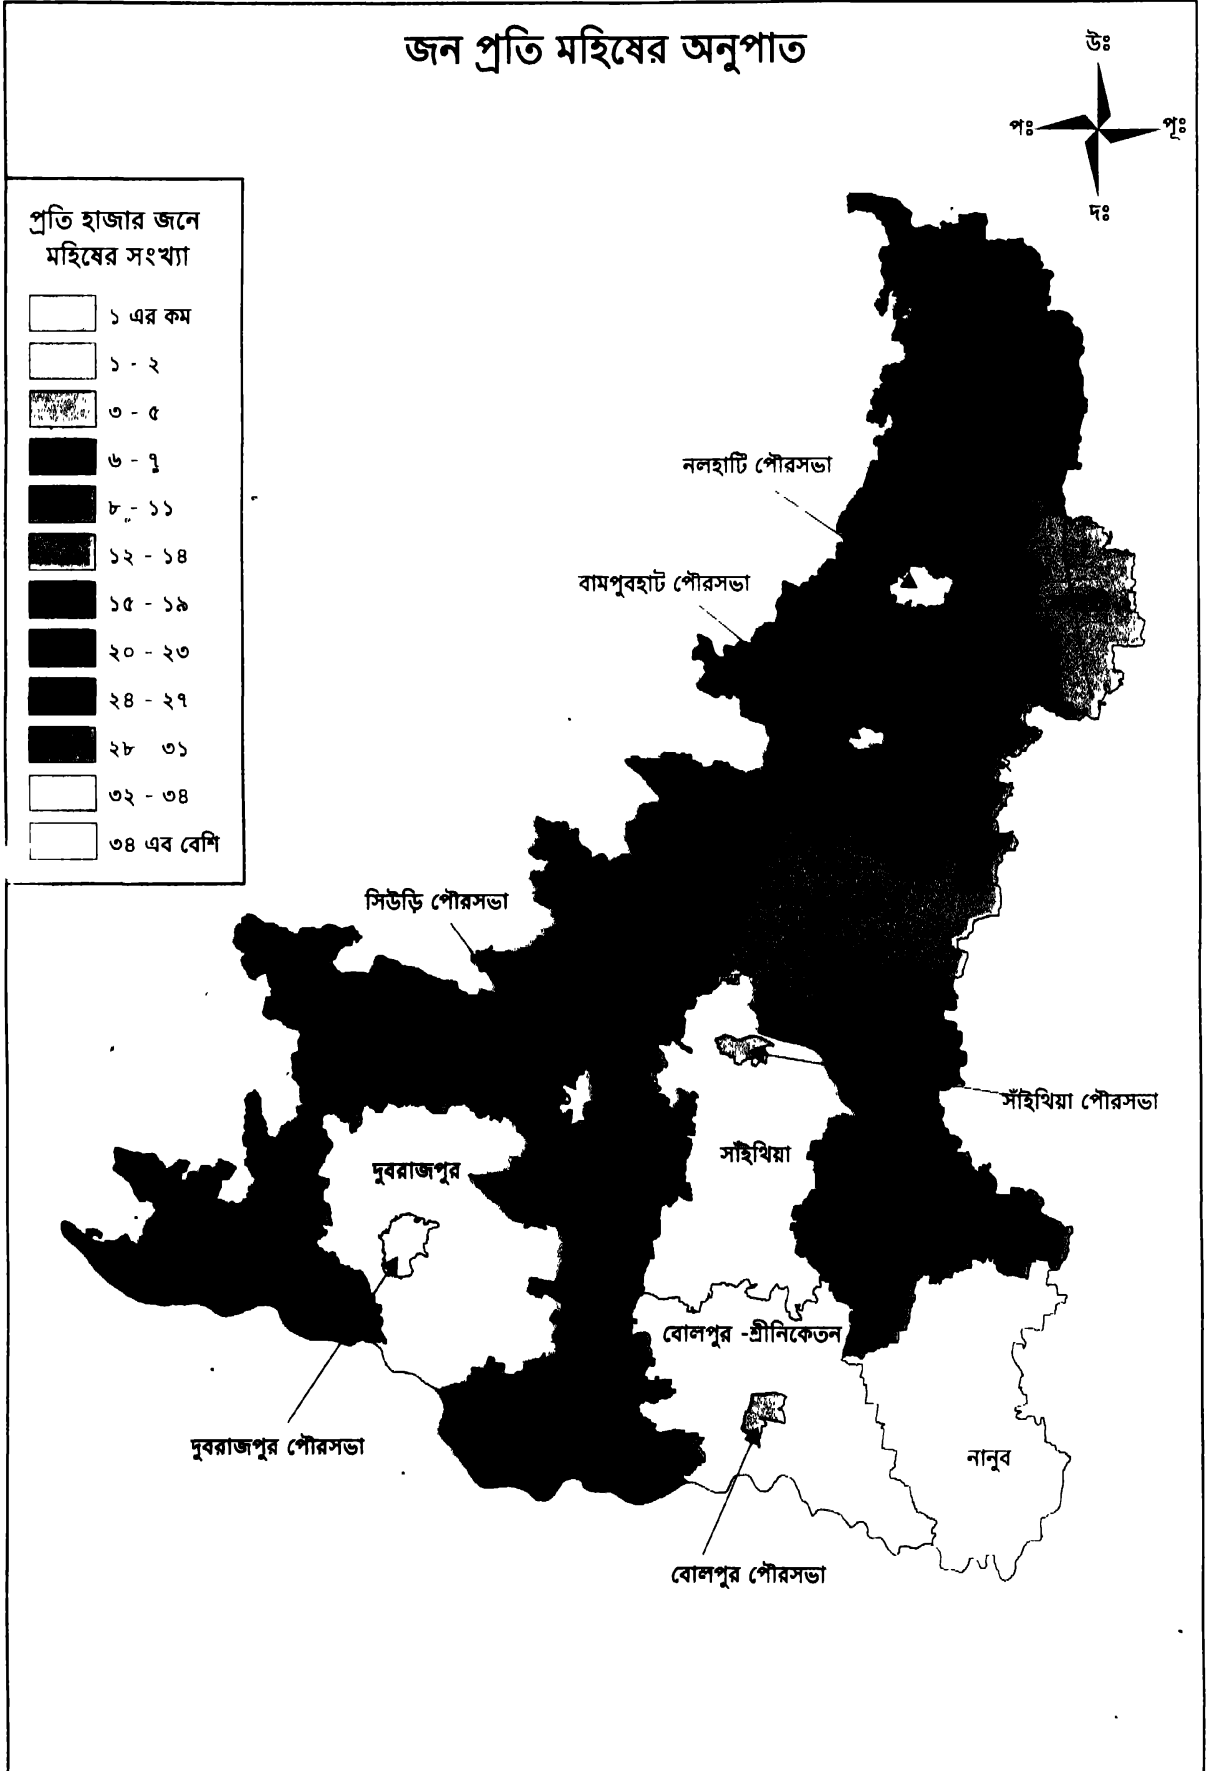 জন প্রতি মহিষের অনুপাত
উঃ
পঃ
পূঃ
দঃ
প্রতি হাজার জনে
মহিষের সংখ্যা
১ এর কম
১ - ২
৩ - ৫
৬ - ৭
৮ - ১১
১২ - ১৪
১৫ - ১৯
২০ - ২৩
২৪ - ২৭
২৮ ৩১
৩২ - ৩৪
৩৪ এব বেশি
নলহাটি পৌরসভা
বামপুবহাট পৌরসভা
সিউড়ি পৌরসভা
সাঁইথিয়া পৌরসভা
সাঁইথিয়া
দুবরাজপুর
বোলপুর -শ্রীনিকেতন
দুবরাজপুর পৌরসভা
নানুব
বোলপুর পৌরসভা